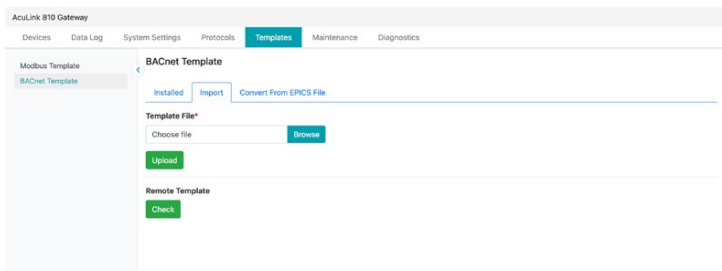 AcuLink 810 Gateway
Devices Data Log System Settings Protocols Templates Maintenance Diagnostics
Modbus Template
BACnet Template
BACnet Template
Installed Import Convert From EPICS File
Template File*
Choose file Browse
Upload
Remote Template
Check